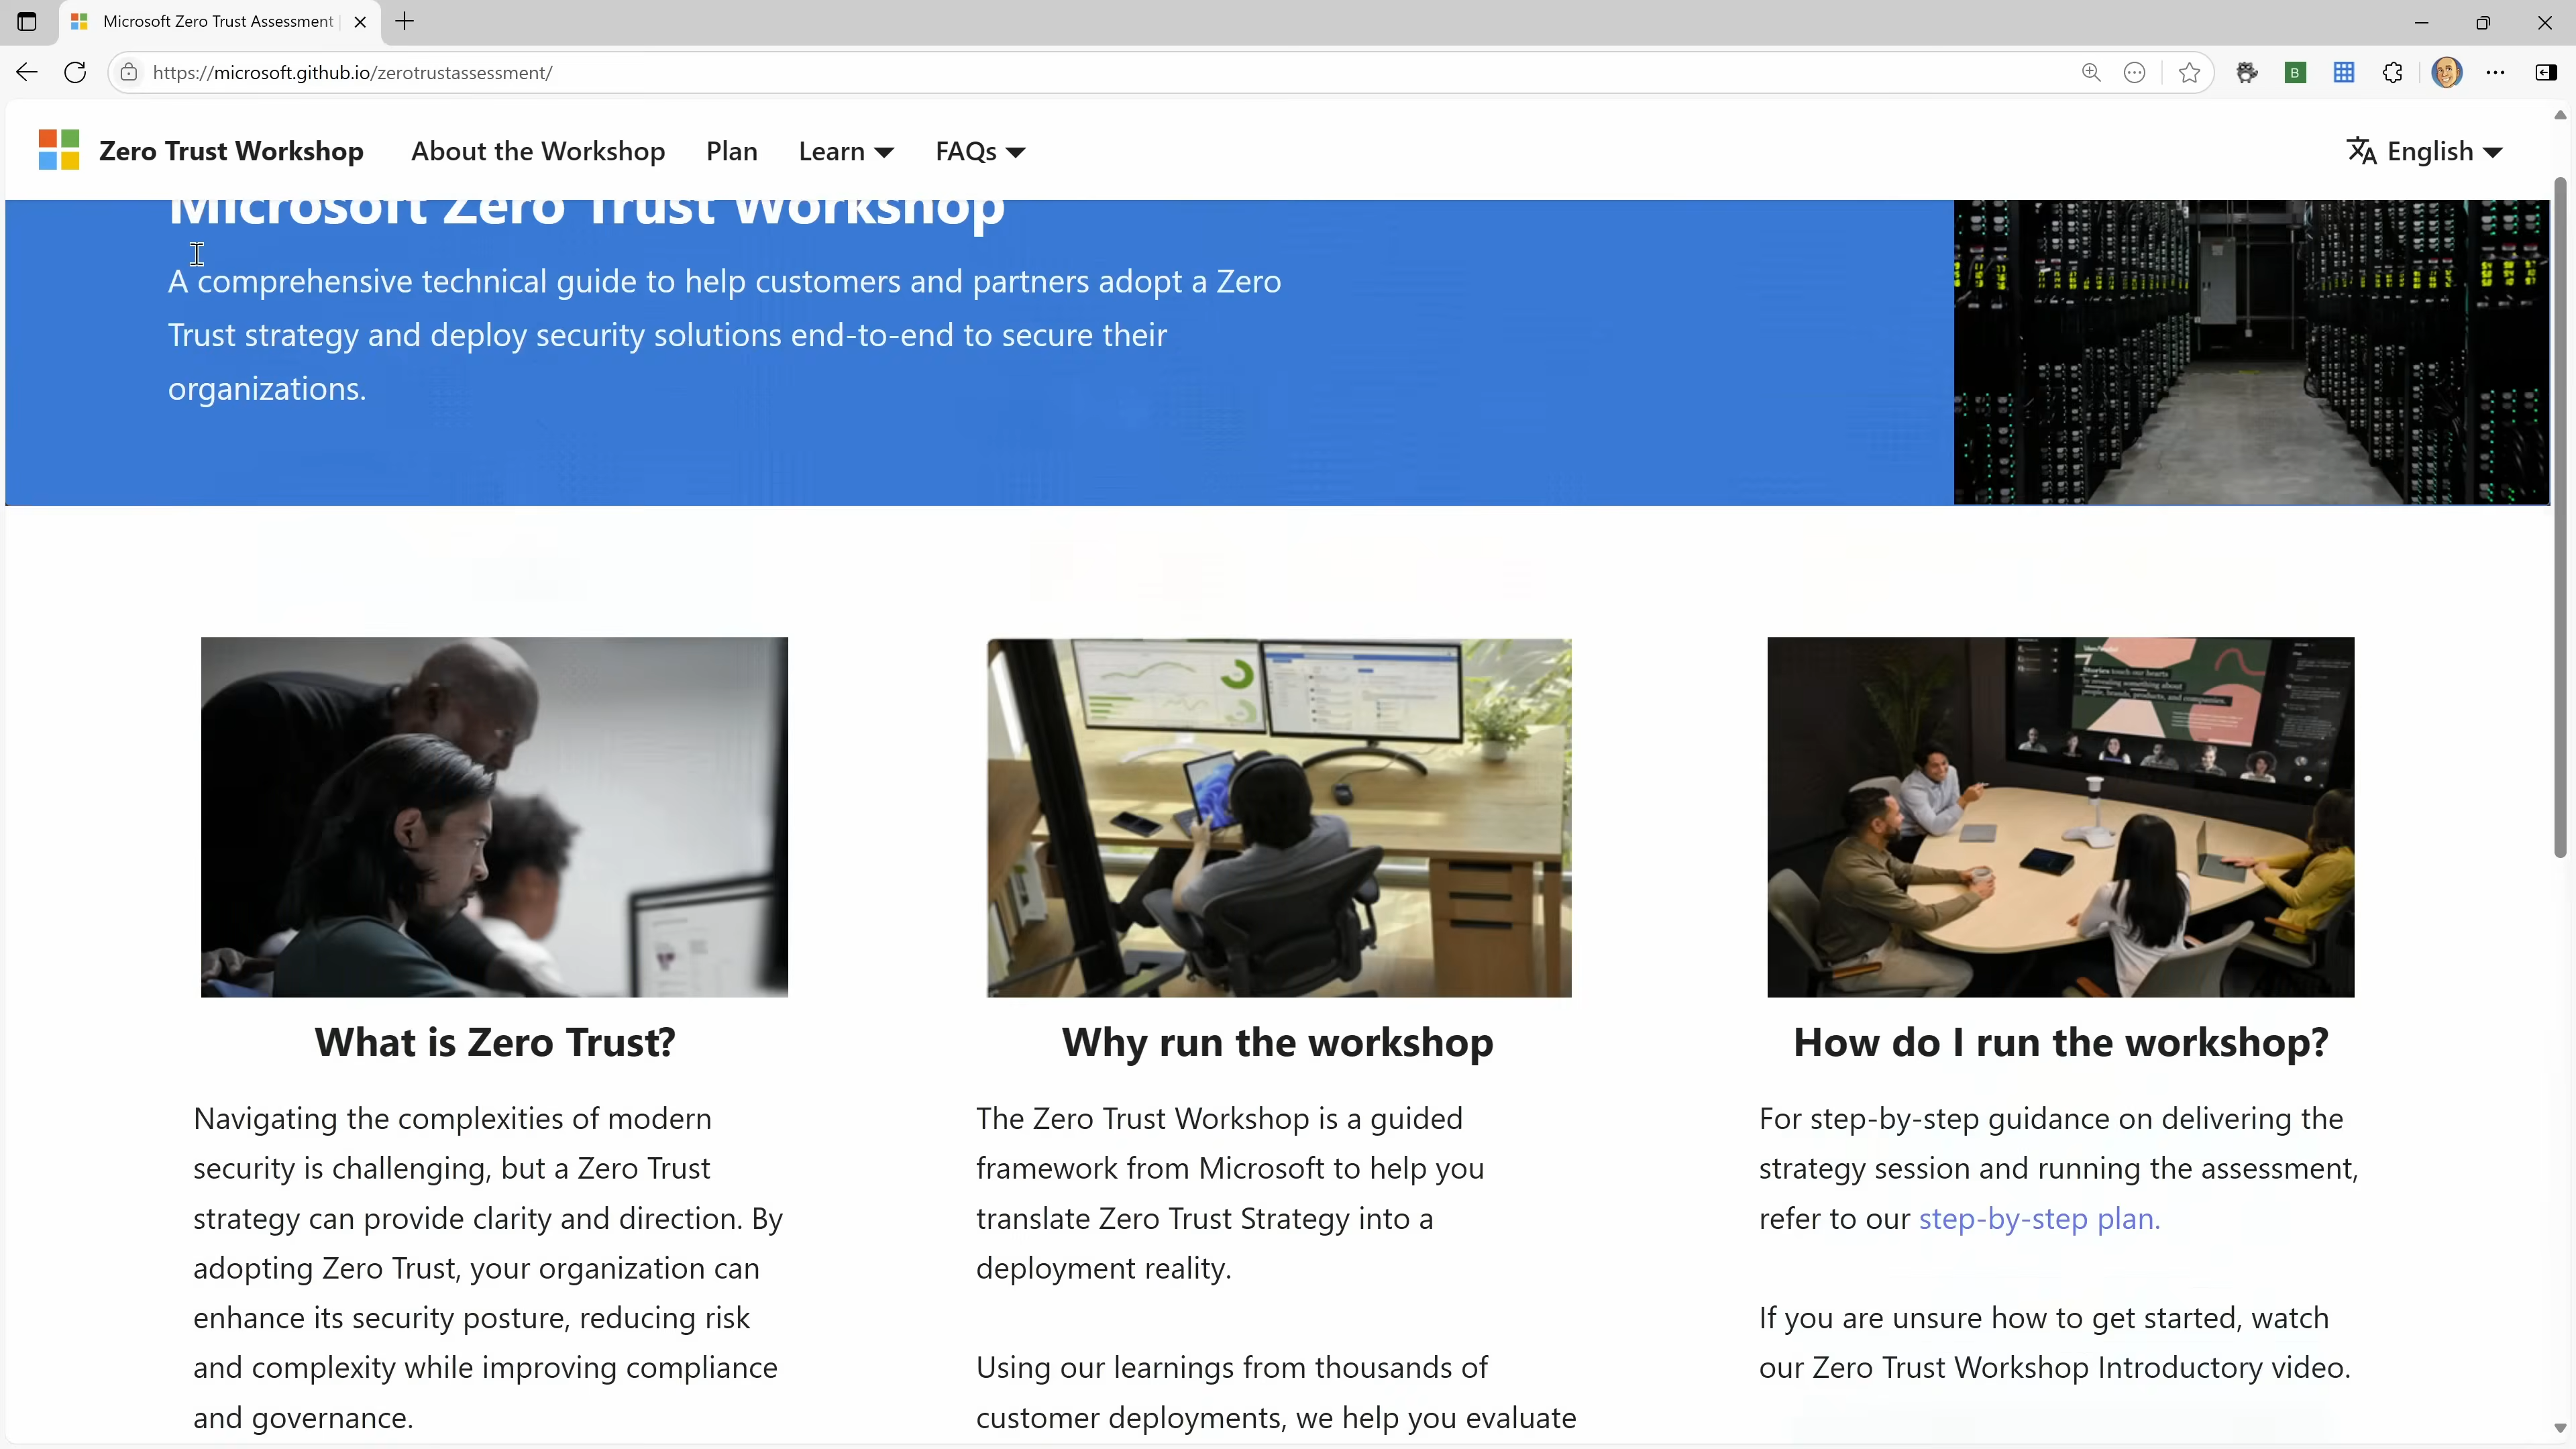 Microsoft Zero Trust Assessment
https://microsoft.github.io/zerotrustassessment/
B
Zero Trust Workshop
About the Workshop
Plan
Learn
FAQs
English
Microsoft Zero Trust Workshop
A comprehensive technical guide to help customers and partners adopt a Zero
Trust strategy and deploy security solutions end-to-end to secure their
organizations.
What is Zero Trust?
Navigating the complexities of modern
security is challenging, but a Zero Trust
strategy can provide clarity and direction. By
adopting Zero Trust, your organization can
enhance its security posture, reducing risk
and complexity while improving compliance
and governance.
Why run the workshop
The Zero Trust Workshop is a guided
framework from Microsoft to help you
translate Zero Trust Strategy into a
deployment reality.
Using our learnings from thousands of
customer deployments, we help you evaluate
How do I run the workshop?
For step-by-step guidance on delivering the
strategy session and running the assessment,
refer to our step-by-step plan.
If you are unsure how to get started, watch
our Zero Trust Workshop Introductory video.